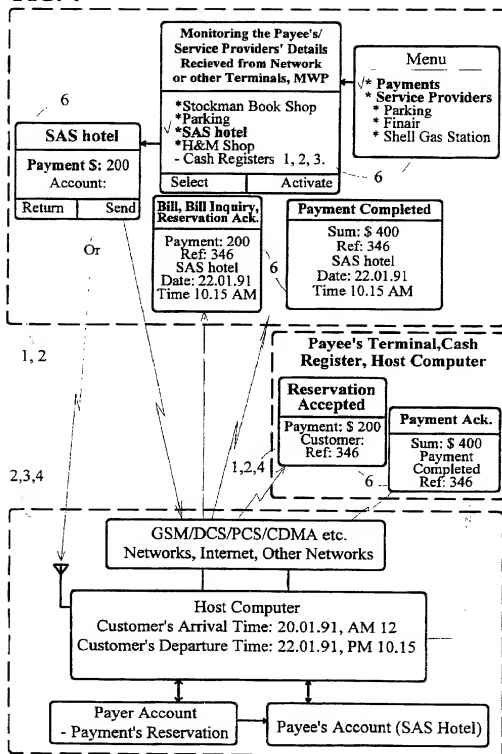 Monitoring the Payee's/
Service Providers' Details
Recieved from Network
or other Terminals, MWP
*Stockman Book Shop
*Parking
*SAS hotel
*H&M Shop
- Cash Registers 1, 2, 3.
Select Activate
Menu
* Payments
* Service Providers
* Parking
* Finair
* Shell Gas Station
6
6
SAS hotel
Payment $: 200
Account:
Return Send
Or
Bill, Bill Inquiry,
Reservation Ack.
Payment: 200
Ref: 346
SAS hotel
Date: 22.01.91
Time 10.15 AM
6
Payment Completed
Sum: $ 400
Ref: 346
SAS hotel
Date: 22.01.91
Time 10.15 AM
1, 2
Payee's Terminal,Cash
Register, Host Computer
Reservation
Accepted
Payment: $ 200
Customer:
Ref: 346
Payment Ack.
Sum: $ 400
Payment
Completed
Ref: 346
6
1,2,4
2,3,4
GSM/DCS/PCS/CDMA etc.
Networks, Internet, Other Networks
Host Computer
Customer's Arrival Time: 20.01.91, AM 12
Customer's Departure Time: 22.01.91, PM 10.15
Payer Account
- Payment's Reservation
Payee's Account (SAS Hotel)